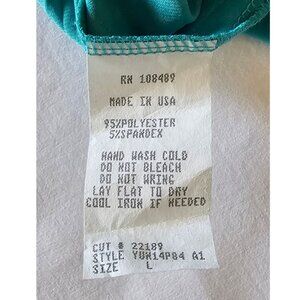 RN 108489
MADE IN USA
95%POLYESTER
5%SPANDEX
HAND WASH COLD
DO NOT BLEACH
DO NOT WRING
LAY FLAT TO DRY
COOL IRON IF NEEDED
CUT # 22189
STYLE YUH14P84 A1
SIZE L